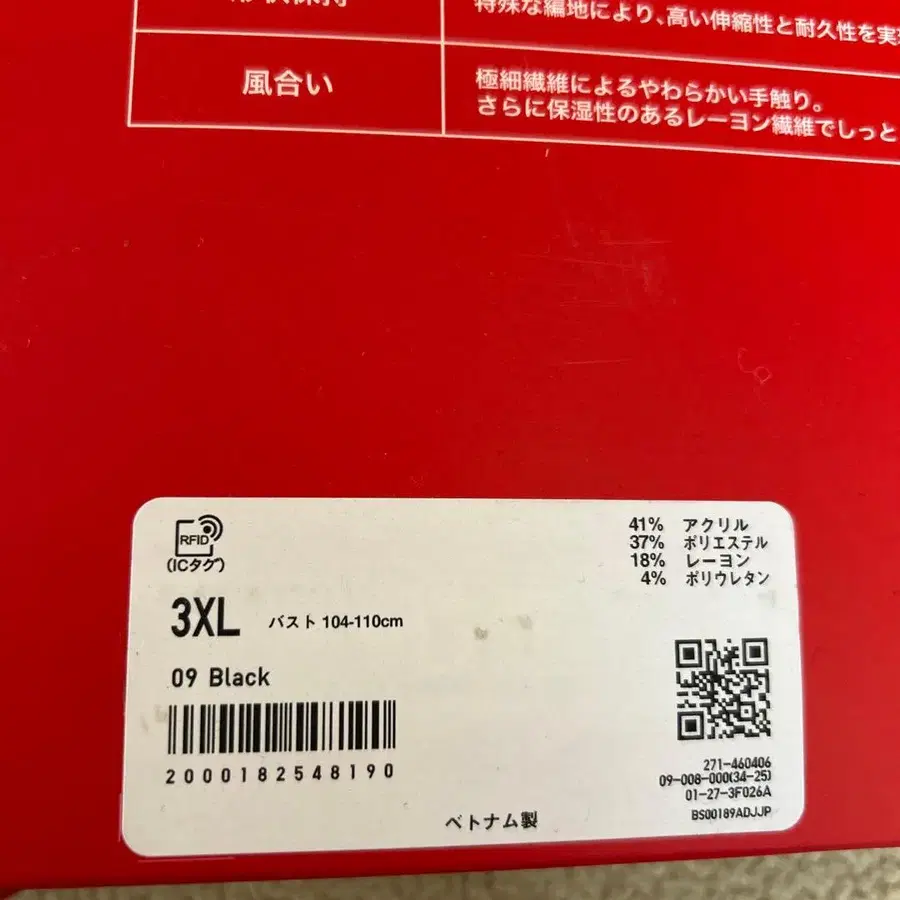 特殊な編地により、高い伸縮性と耐久性を実
風合い
極細繊維によるやわらかい手触り。
さらに保湿性のあるレーヨン繊維でしっと
RFID
(ICタグ)
41% アクリル
37% ポリエステル
18% レーヨン
4% ポリウレタン
3XL バスト 104-110cm
09 Black
2000182548190
271-460406
09-008-000(34-25)
01-27-3F026A
BS00189ADJJP
ベトナム製